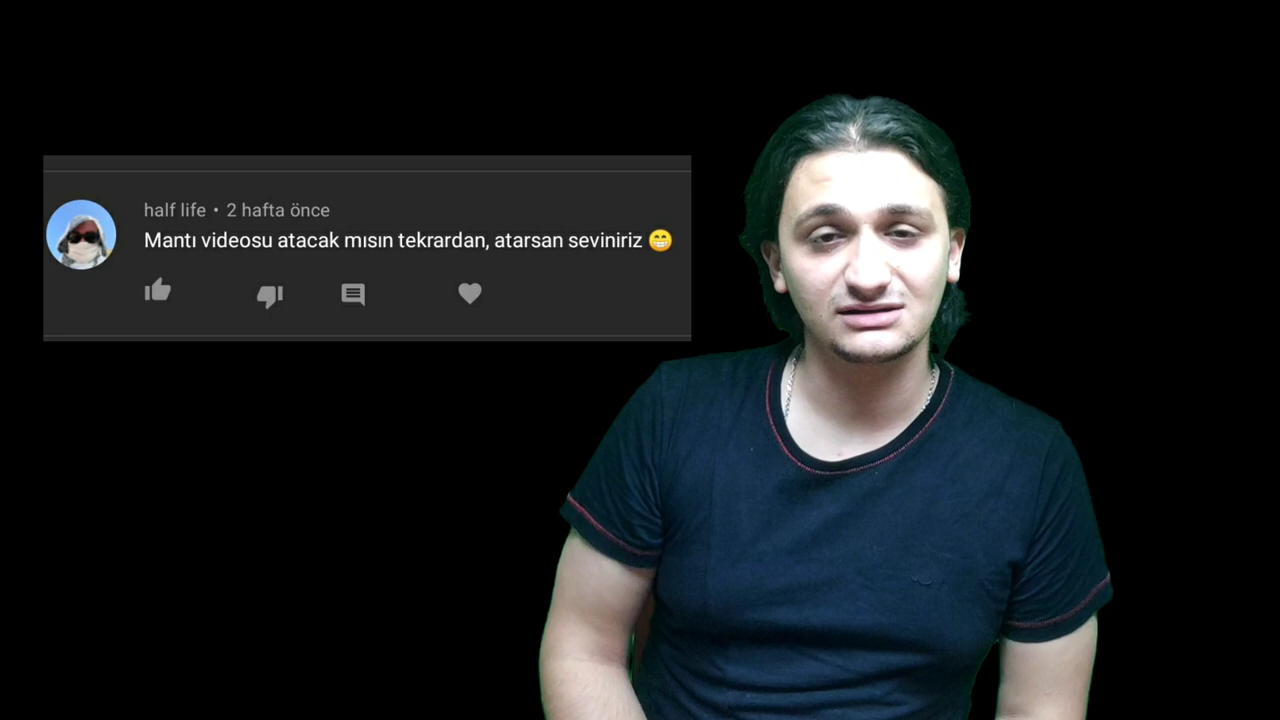 half life • 2 hafta önce
Mantı videosu atacak mısın tekrardan, atarsan seviniriz 😁